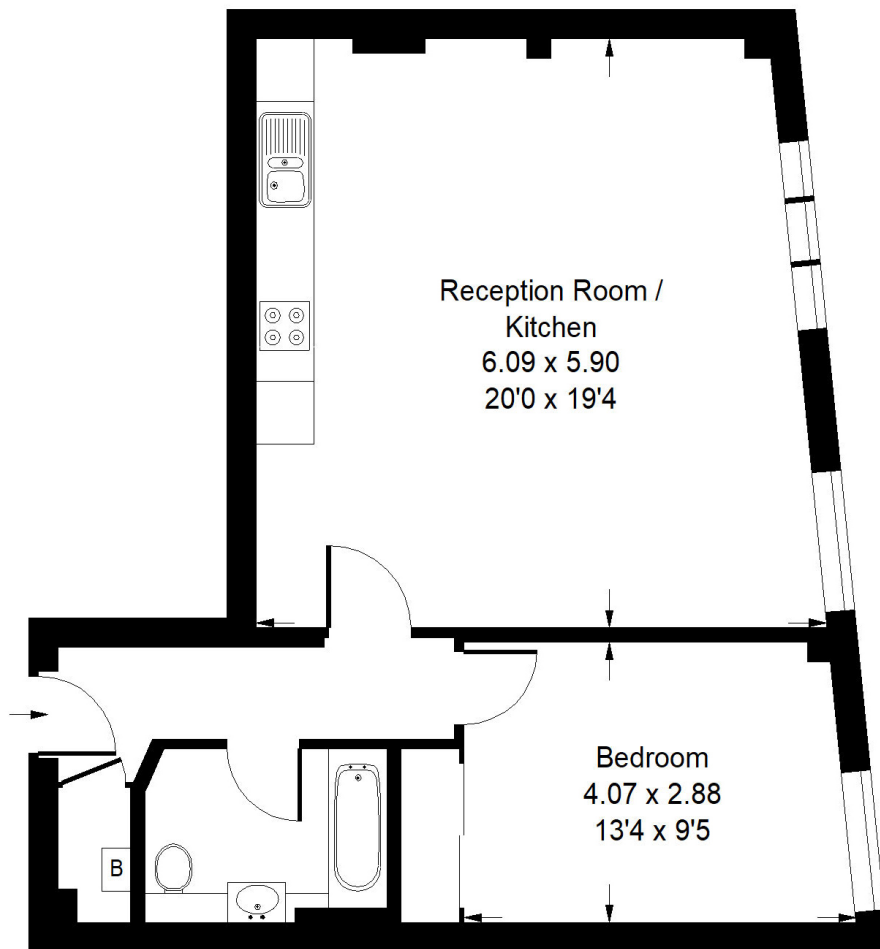 Reception Room /
Kitchen
6.09 x 5.90
20'0 x 19'4
Bedroom
4.07 x 2.88
13'4 x 9'5
B